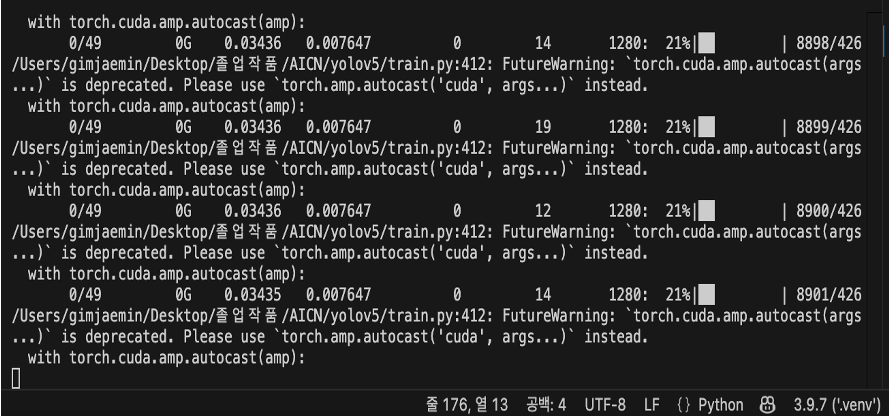 with torch.cuda.amp.autocast(amp):
0/49 0G 0.03436 0.007647 0 14 1280: 21%|██ | 8898/426
/Users/gimjaemin/Desktop/졸업작품/AICN/yolov5/train.py:412: FutureWarning: `torch.cuda.amp.autocast(args
...)` is deprecated. Please use `torch.amp.autocast('cuda', args...)` instead.
with torch.cuda.amp.autocast(amp):
0/49 0G 0.03436 0.007647 0 19 1280: 21%|██ | 8899/426
/Users/gimjaemin/Desktop/졸업작품/AICN/yolov5/train.py:412: FutureWarning: `torch.cuda.amp.autocast(args
...)` is deprecated. Please use `torch.amp.autocast('cuda', args...)` instead.
with torch.cuda.amp.autocast(amp):
0/49 0G 0.03436 0.007647 0 12 1280: 21%|██ | 8900/426
/Users/gimjaemin/Desktop/졸업작품/AICN/yolov5/train.py:412: FutureWarning: `torch.cuda.amp.autocast(args
...)` is deprecated. Please use `torch.amp.autocast('cuda', args...)` instead.
with torch.cuda.amp.autocast(amp):
0/49 0G 0.03435 0.007647 0 14 1280: 21%|██ | 8901/426
/Users/gimjaemin/Desktop/졸업작품/AICN/yolov5/train.py:412: FutureWarning: `torch.cuda.amp.autocast(args
...)` is deprecated. Please use `torch.amp.autocast('cuda', args...)` instead.
with torch.cuda.amp.autocast(amp):
줄 176, 열 13 공백: 4 UTF-8 LF {} Python 3.9.7 ('.venv')